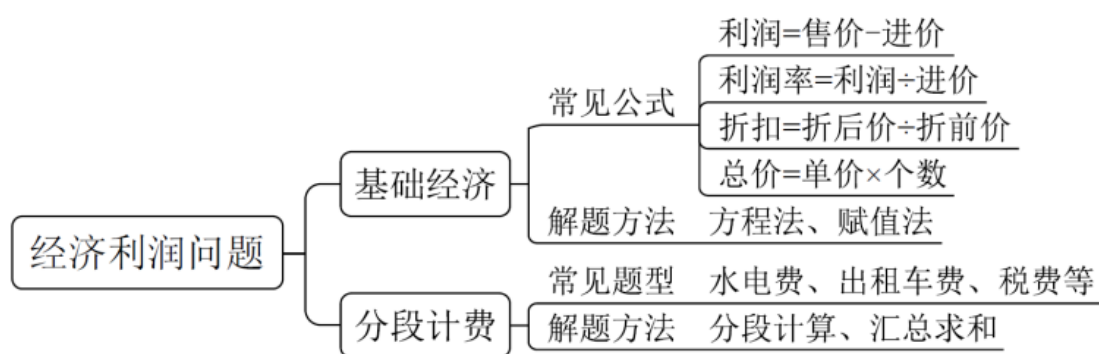 经济利润问题
基础经济
常见公式
利润=售价-进价
利润率=利润÷进价
折扣=折后价÷折前价
总价=单价×个数
解题方法 方程法、赋值法
分段计费
常见题型 水电费、出租车费、税费等
解题方法 分段计算、汇总求和